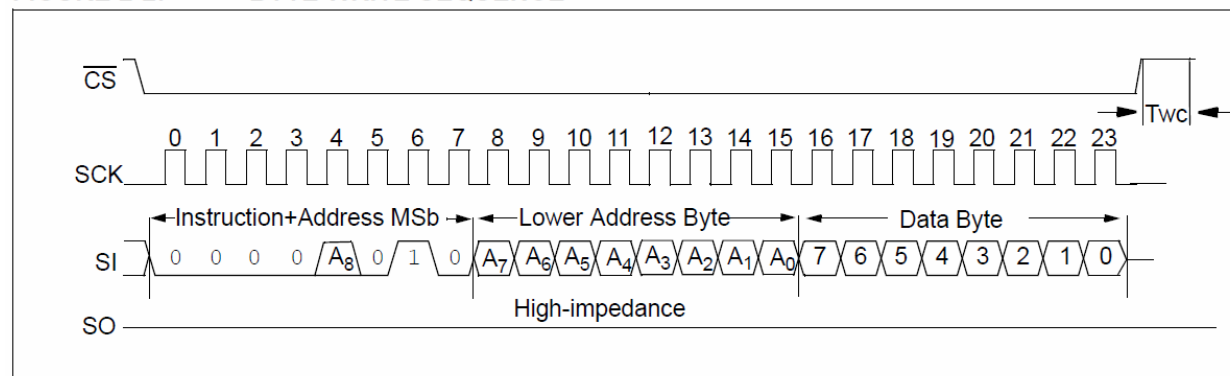 CS
Twc
0 1 2 3 4 5 6 7 8 9 10 11 12 13 14 15 16 17 18 19 20 21 22 23
SCK
Instruction+Address MSb Lower Address Byte Data Byte
SI 0 0 0 0 A8 0 1 0 A7 A6 A5 A4 A3 A2 A1 A0 7 6 5 4 3 2 1 0
High-impedance
SO